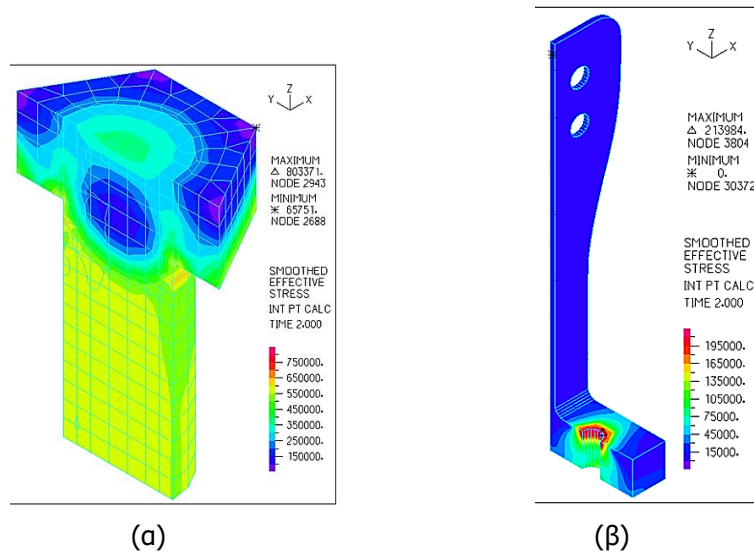 Z
Y X
MAXIMUM
△ 803371.
NODE 2943
MINIMUM
* 65751.
NODE 2688
SMOOTHED
EFFECTIVE
STRESS
INT PT CALC
TIME 2.000
750000.
650000.
550000.
450000.
350000.
250000.
150000.
(α)
Z
Y X
MAXIMUM
△ 213984.
NODE 3804
MINIMUM
* 0.
NODE 30372
SMOOTHED
EFFECTIVE
STRESS
INT PT CALC
TIME 2.000
195000.
165000.
135000.
105000.
75000.
45000.
15000.
(β)